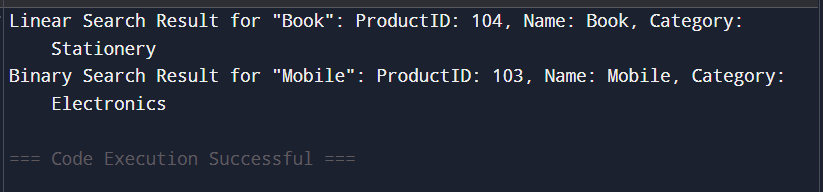 Linear Search Result for "Book": ProductID: 104, Name: Book, Category:
Stationery
Binary Search Result for "Mobile": ProductID: 103, Name: Mobile, Category:
Electronics
=== Code Execution Successful ===